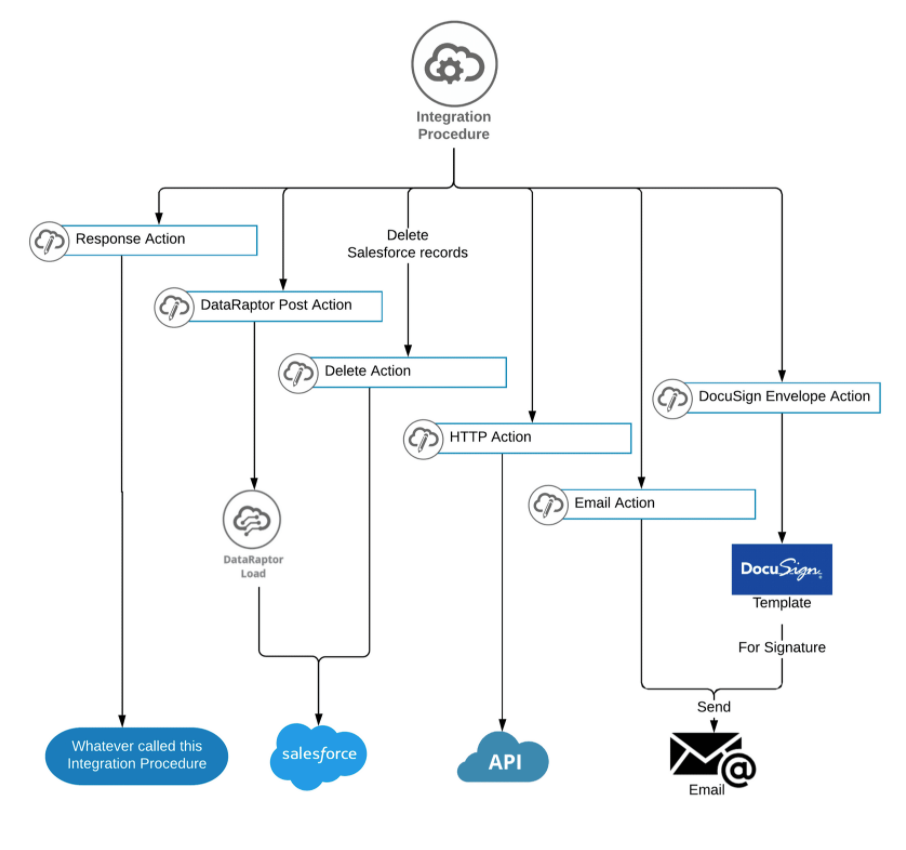 Integration
Procedure
Response Action
Delete
Salesforce records
DataRaptor Post Action
Delete Action
DocuSign Envelope Action
HTTP Action
Email Action
DataRaptor
Load
DocuSign
Template
For Signature
Send
Whatever called this
Integration Procedure
salesforce
API
@
Email